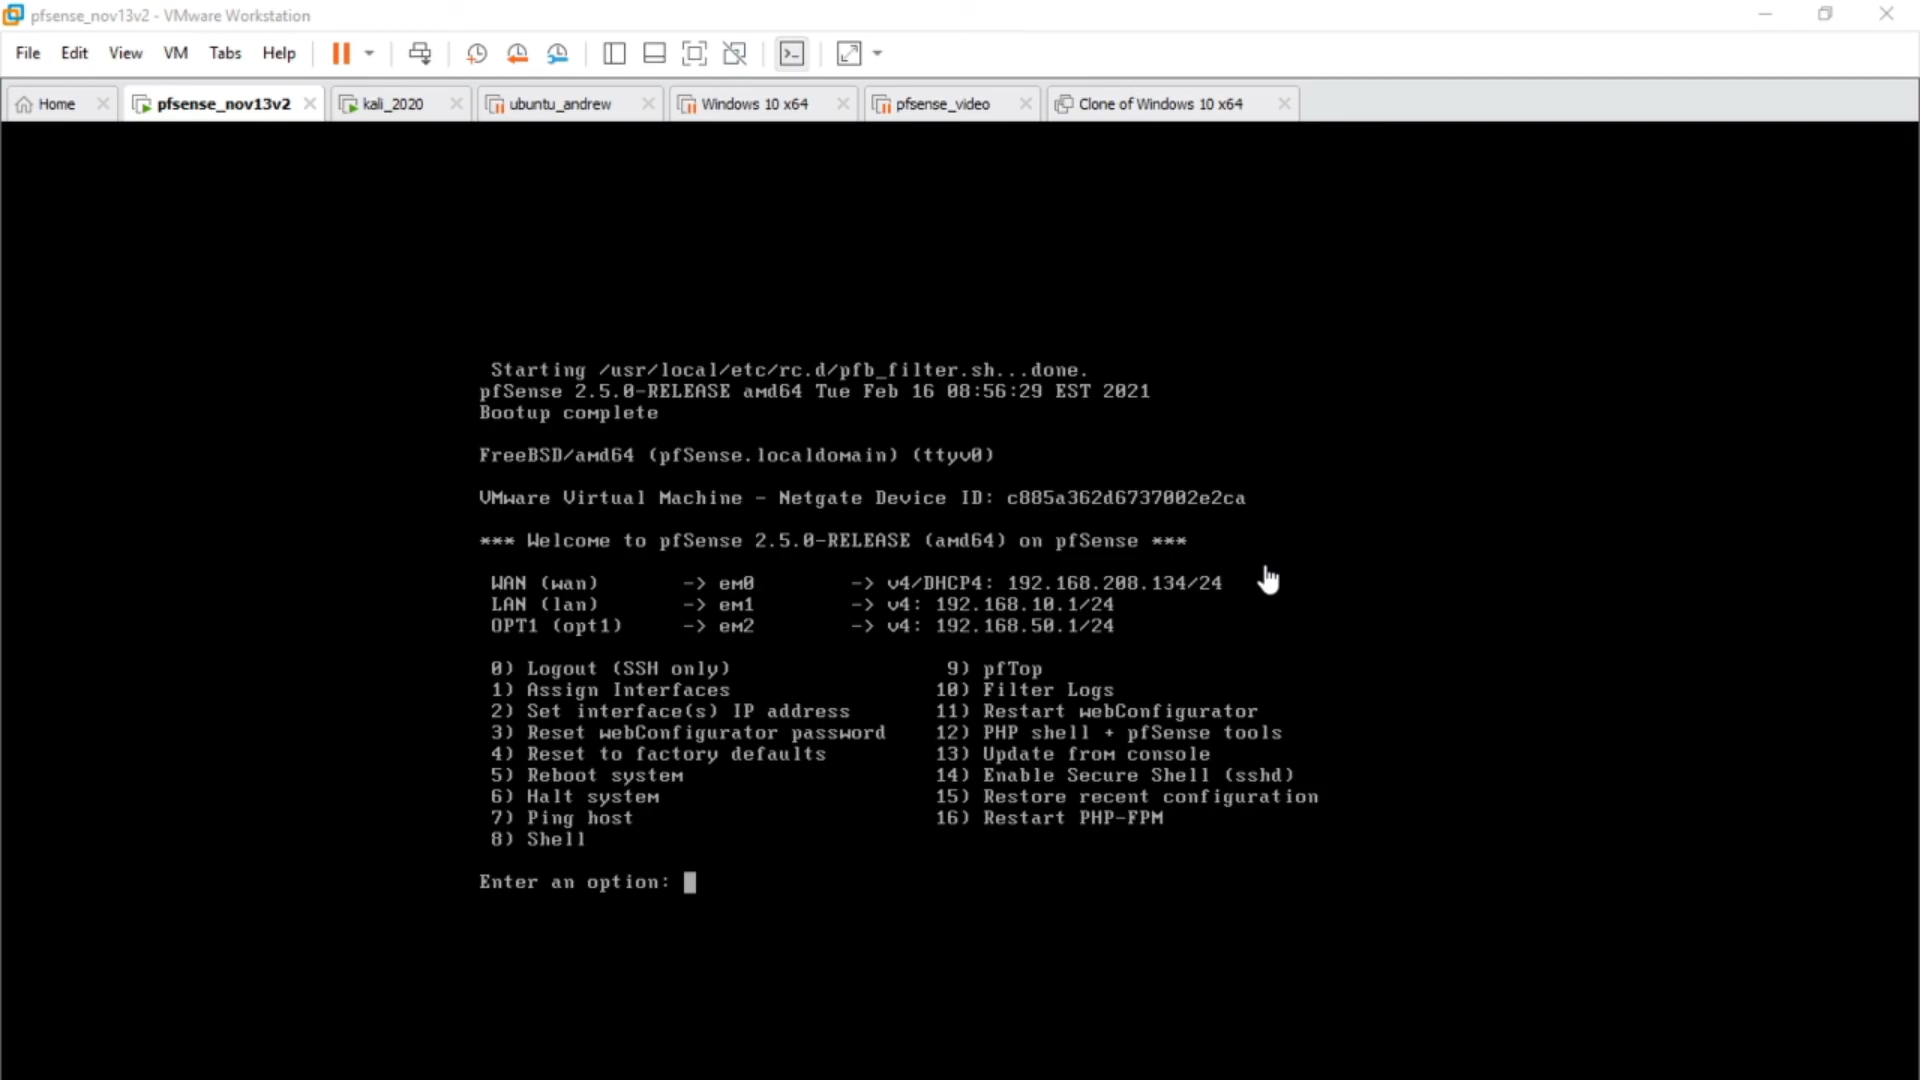 pfsense_nov13v2 - VMware Workstation
File Edit View VM Tabs Help
Home pfsense_nov13v2 kali_2020 ubuntu_andrew Windows 10 x64 pfsense_video Clone of Windows 10 x64
Starting /usr/local/etc/rc.d/pfb_filter.sh...done.
pfSense 2.5.0-RELEASE amd64 Tue Feb 16 08:56:29 EST 2021
Bootup complete
FreeBSD/amd64 (pfSense.localdomain) (ttyv0)
VMware Virtual Machine - Netgate Device ID: c885a362d6737002e2ca
*** Welcome to pfSense 2.5.0-RELEASE (amd64) on pfSense ***
WAN (wan) -> em0 -> v4/DHCP4: 192.168.208.134/24
LAN (lan) -> em1 -> v4: 192.168.10.1/24
OPT1 (opt1) -> em2 -> v4: 192.168.50.1/24
0) Logout (SSH only) 9) pfTop
1) Assign Interfaces 10) Filter Logs
2) Set interface(s) IP address 11) Restart webConfigurator
3) Reset webConfigurator password 12) PHP shell + pfSense tools
4) Reset to factory defaults 13) Update from console
5) Reboot system 14) Enable Secure Shell (sshd)
6) Halt system 15) Restore recent configuration
7) Ping host 16) Restart PHP-FPM
8) Shell
Enter an option: